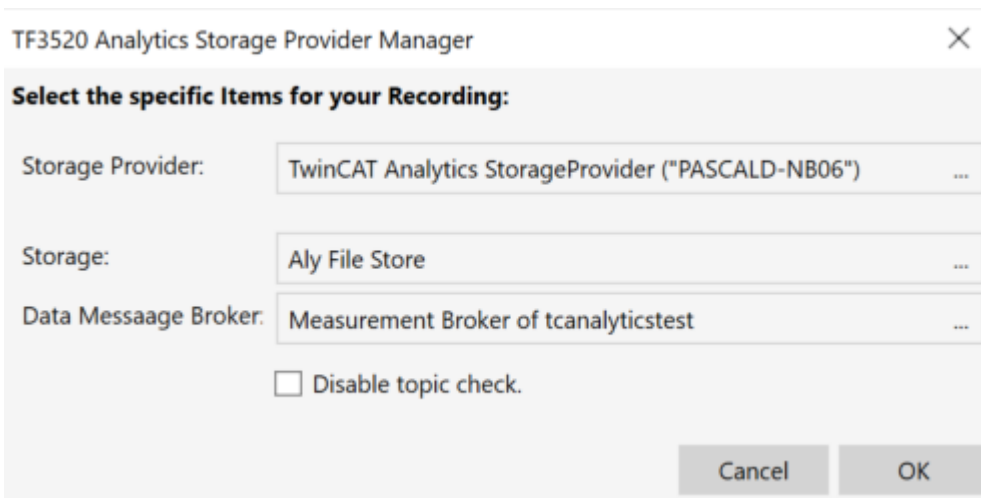 TF3520 Analytics Storage Provider Manager
Select the specific Items for your Recording:
Storage Provider: TwinCAT Analytics StorageProvider ("PASCALD-NB06") ...
Storage: Aly File Store ...
Data Messaage Broker: Measurement Broker of tcanalyticstest ...
Disable topic check.
Cancel OK